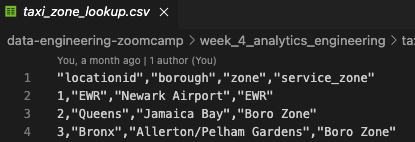 taxi_zone_lookup.csv ×
data-engineering-zoomcamp > week_4_analytics_engineering > ta
You, a month ago | 1 author (You)
1 "locationid","borough","zone","service_zone"
2 1,"EWR","Newark Airport","EWR"
3 2,"Queens","Jamaica Bay","Boro Zone"
4 3,"Bronx","Allerton/Pelham Gardens","Boro Zone"